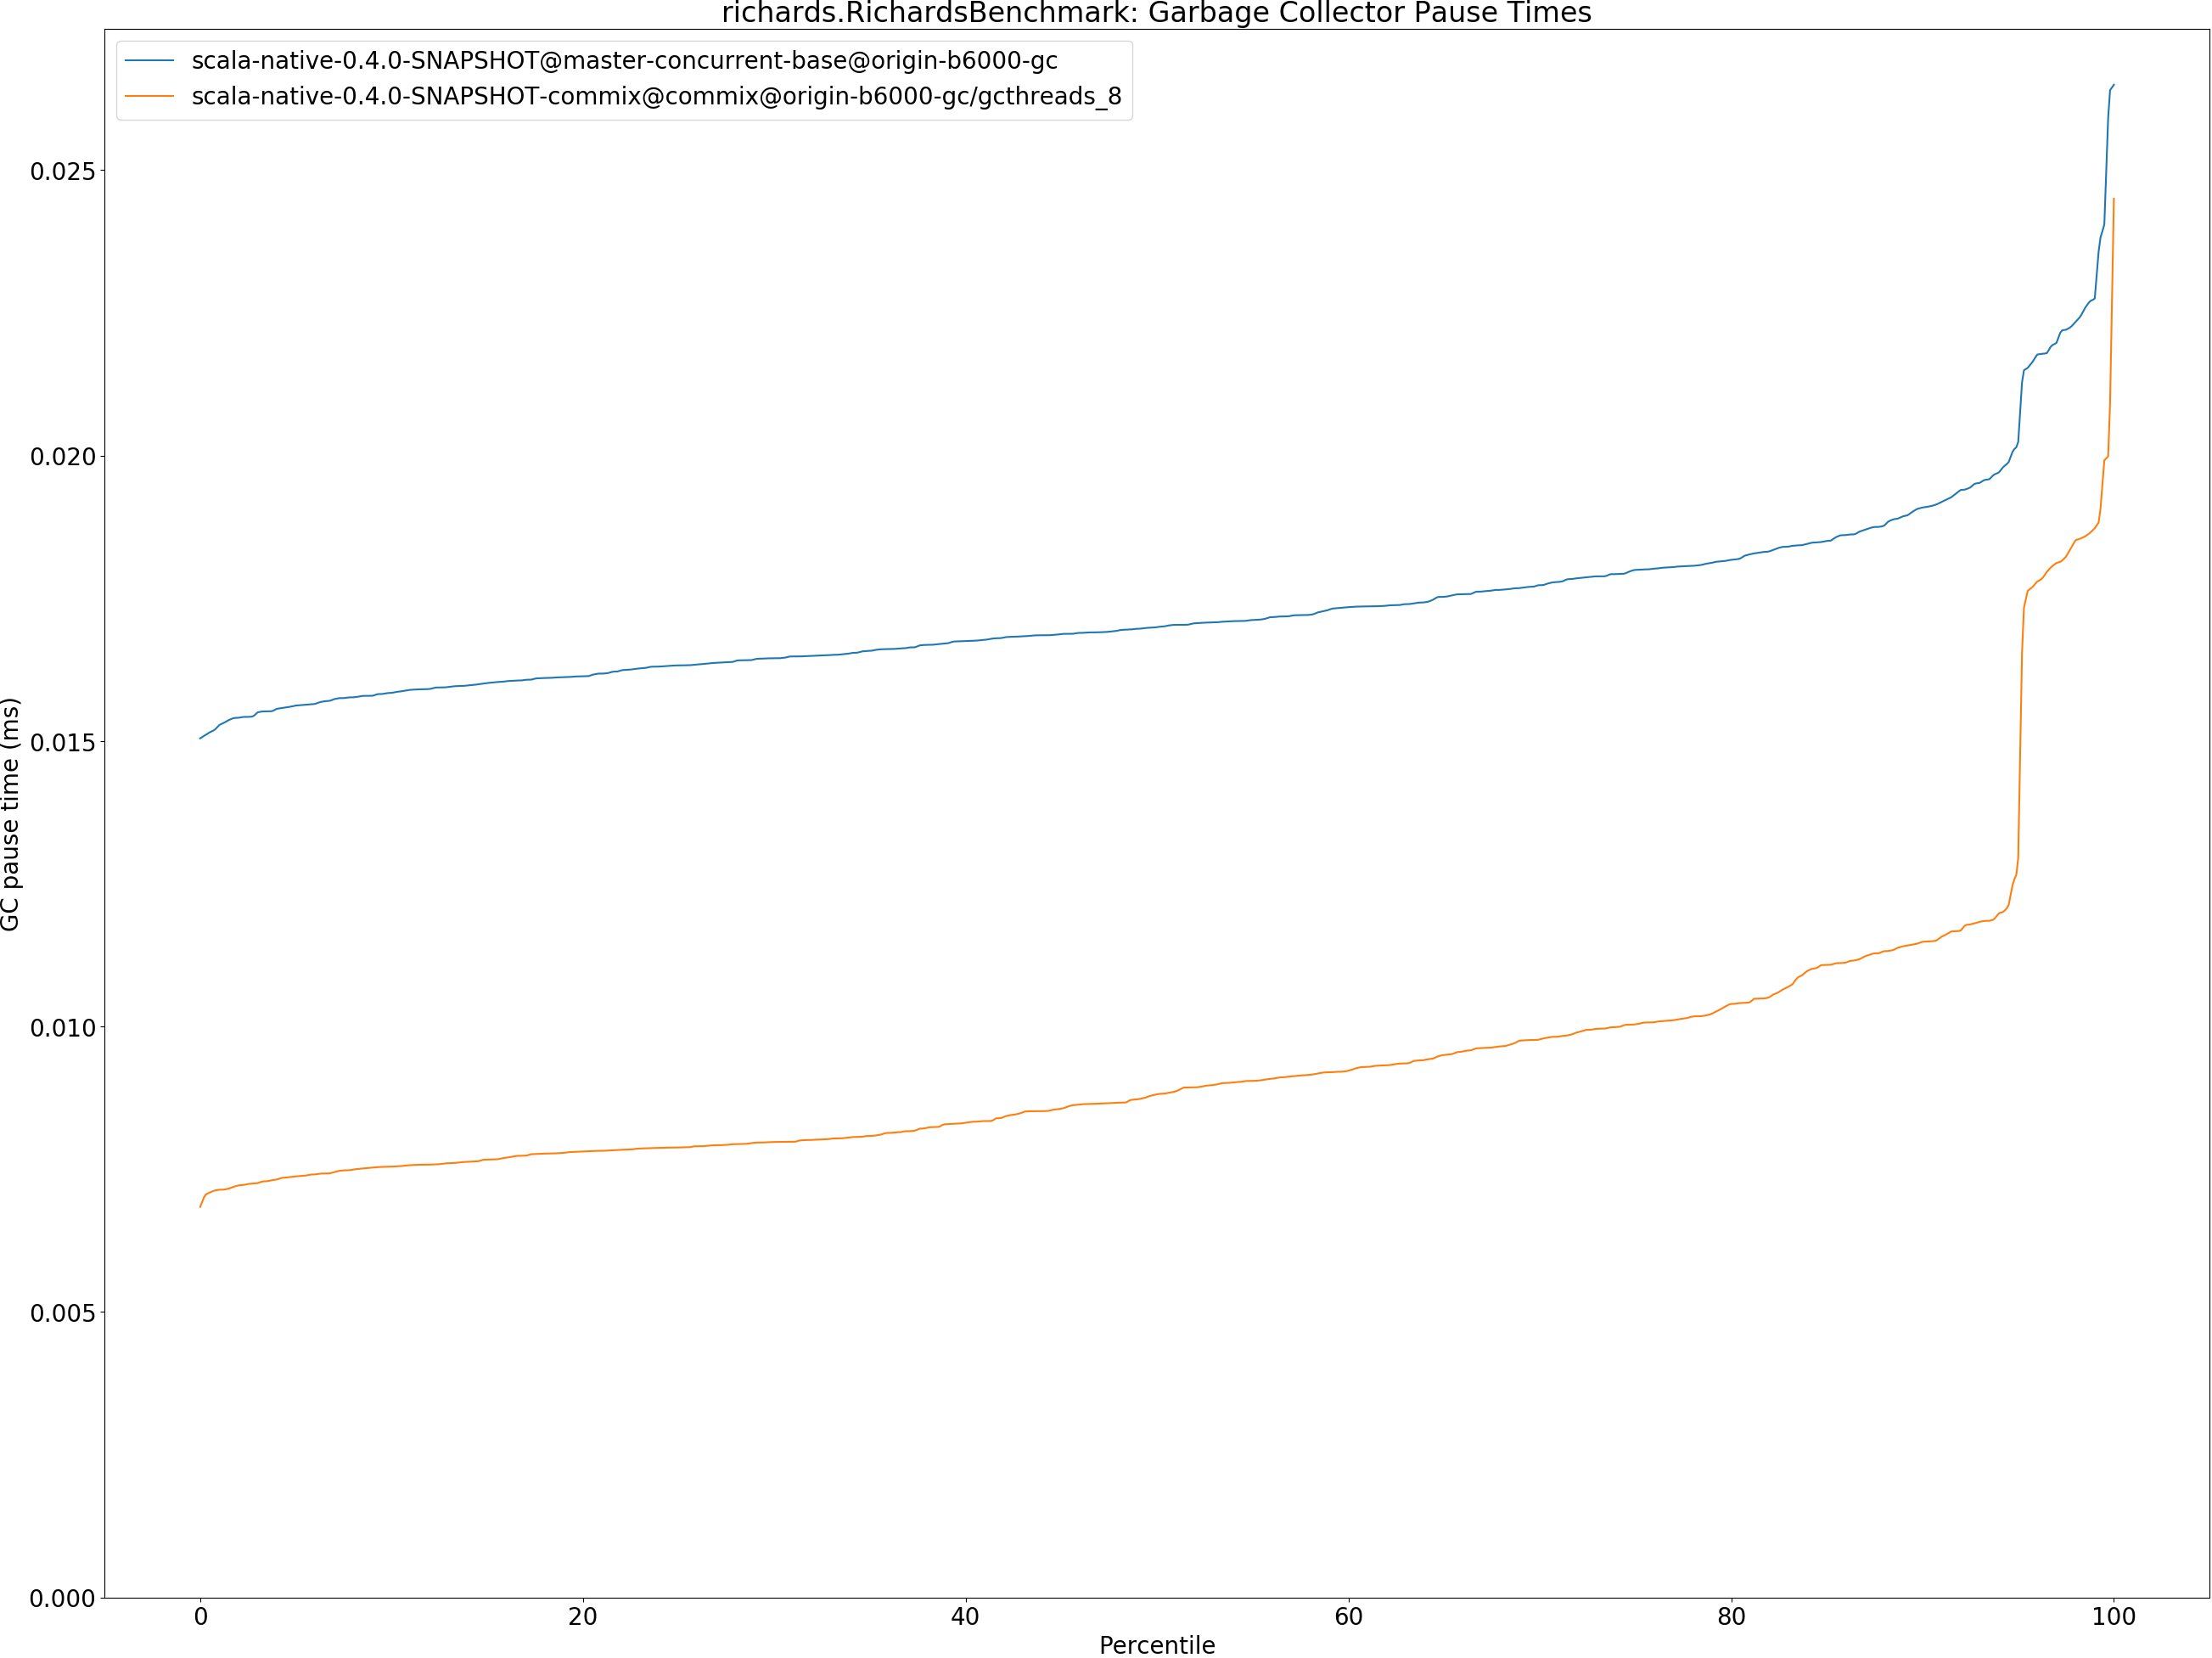 richards.RichardsBenchmark: Garbage Collector Pause Times
scala-native-0.4.0-SNAPSHOT@master-concurrent-base@origin-b6000-gc
scala-native-0.4.0-SNAPSHOT-commix@commix@origin-b6000-gc/gcthreads_8
GC pause time (ms)
0.025
0.020
0.015
0.010
0.005
0.000
0 20 40 60 80 100
Percentile